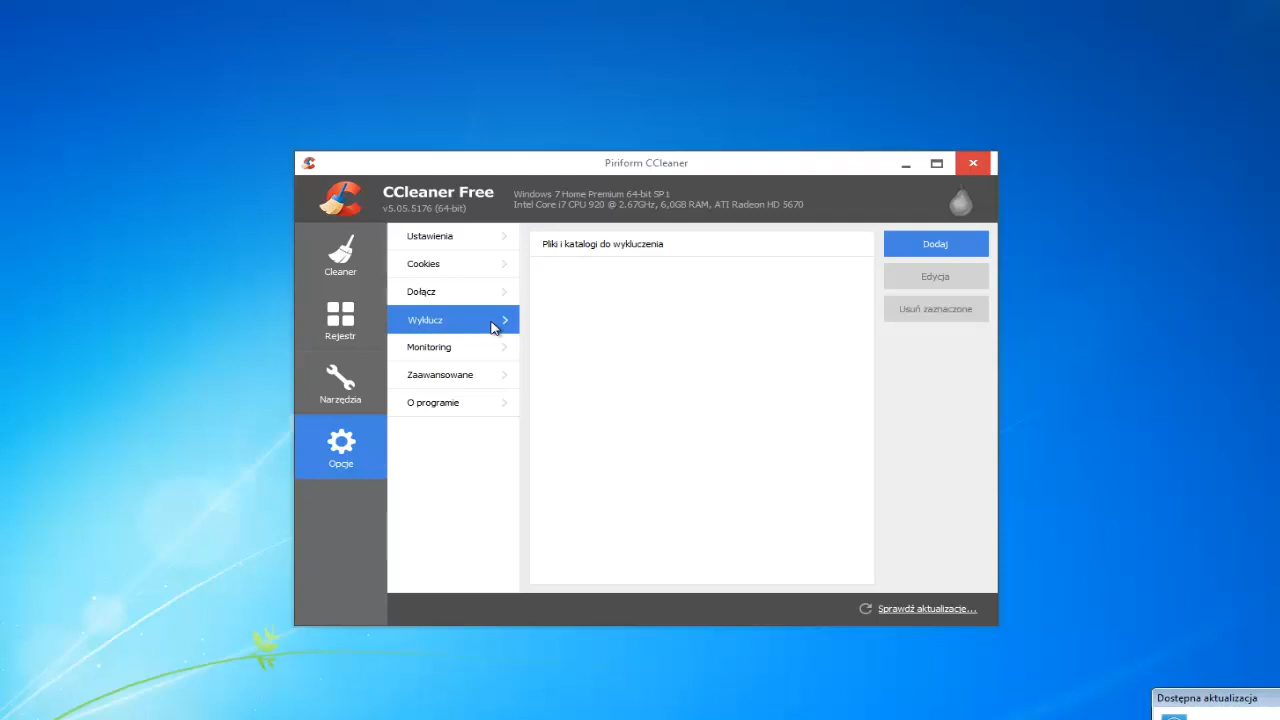 Piriform CCleaner
CCleaner Free
v5.05.5176 (64-bit)
Windows 7 Home Premium 64-bit SP1
Intel Core i7 CPU 920 @ 2.67GHz, 6,0GB RAM, ATI Radeon HD 5670
Cleaner
Rejestr
Narzędzia
Opcje
Ustawienia
Cookies
Dołącz
Wyklucz
Monitoring
Zaawansowane
O programie
Pliki i katalogi do wykluczenia
Dodaj
Edycja
Usuń zaznaczone
Sprawdź aktualizacje...
Dostępna aktualizacja